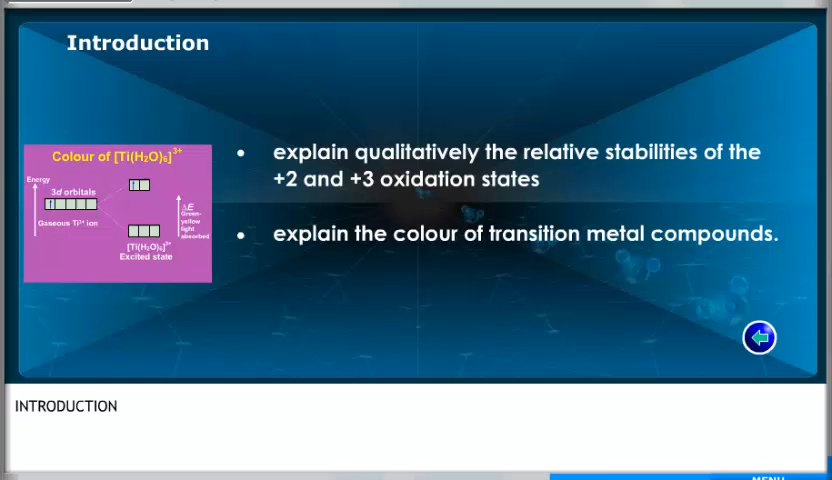 Introduction
Colour of [Ti(H₂O)₆]³⁺
Energy
3d orbitals
Gaseous Ti³⁺ ion
ΔE
Green-
yellow
light
absorbed
[Ti(H₂O)₆]³⁺
Excited state
• explain qualitatively the relative stabilities of the
+2 and +3 oxidation states
• explain the colour of transition metal compounds.
INTRODUCTION
MENU